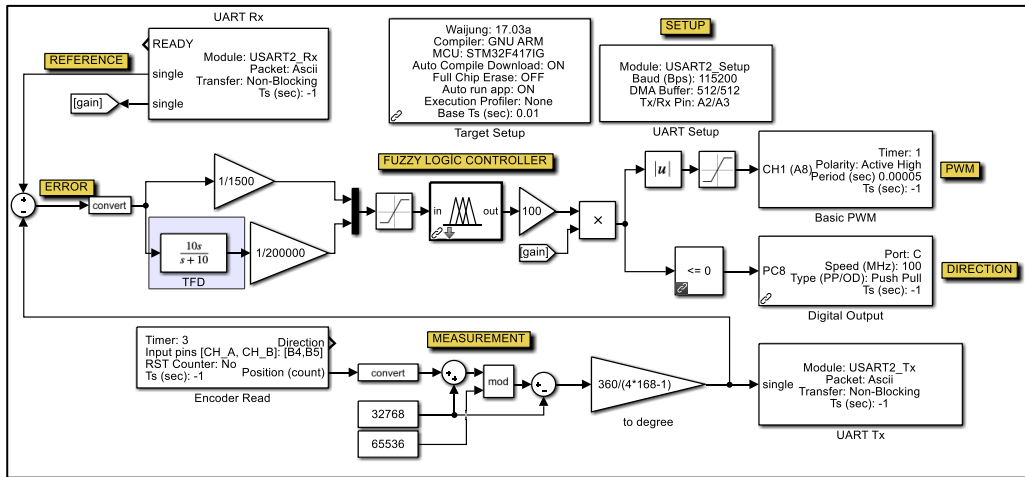 UART Rx
READY
Module: USART2_Rx
Packet: Ascii
Transfer: Non-Blocking
Ts (sec): -1
single
single
REFERENCE
[gain]
Waijung: 17.03a
Compiler: GNU ARM
MCU: STM32F417IG
Auto Compile Download: ON
Full Chip Erase: OFF
Auto run app: ON
Execution Profiler: None
Base Ts (sec): 0.01
Target Setup
SETUP
Module: USART2_Setup
Baud (Bps): 115200
DMA Buffer: 512/512
Tx/Rx Pin: A2/A3
UART Setup
ERROR
+
-
convert
1/1500
10s
s + 10
TFD
1/200000
FUZZY LOGIC CONTROLLER
in
out
100
[gain]
×
|u|
CH1 (A8)
Timer: 1
Polarity: Active High
Period (sec) 0.00005
Ts (sec): -1
Basic PWM
PWM
<= 0
PC8
Port: C
Speed (MHz): 100
Type (PP/OD): Push Pull
Ts (sec): -1
Digital Output
DIRECTION
MEASUREMENT
Timer: 3
Input pins [CH_A, CH_B]: [B4,B5]
RST Counter: No
Ts (sec): -1
Direction
Position (count)
Encoder Read
convert
+
+
mod
+
-
32768
65536
360/(4*168-1)
to degree
single
Module: USART2_Tx
Packet: Ascii
Transfer: Non-Blocking
Ts (sec): -1
UART Tx